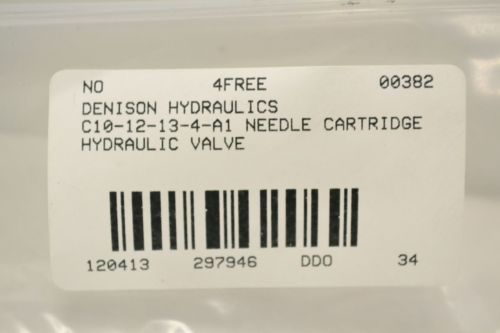 NO 4FREE 00382
DENISON HYDRAULICS
C10-12-13-4-A1 NEEDLE CARTRIDGE
HYDRAULIC VALVE
120413 297946 DDO 34